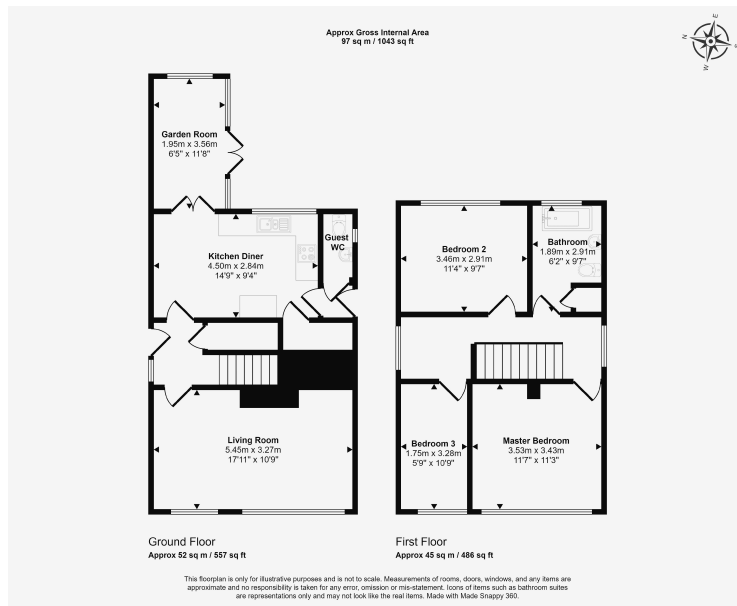 Approx Gross Internal Area
97 sq m / 1043 sq ft
N
E
S
W
Garden Room
1.95m x 3.56m
6'5" x 11'8"
Kitchen Diner
4.50m x 2.84m
14'9" x 9'4"
Guest
WC
Living Room
5.45m x 3.27m
17'11" x 10'9"
Bedroom 2
3.46m x 2.91m
11'4" x 9'7"
Bathroom
1.89m x 2.91m
6'2" x 9'7"
Bedroom 3
1.75m x 3.28m
5'9" x 10'9"
Master Bedroom
3.53m x 3.43m
11'7" x 11'3"
Ground Floor
Approx 52 sq m / 557 sq ft
First Floor
Approx 45 sq m / 486 sq ft
This floorplan is only for illustrative purposes and is not to scale. Measurements of rooms, doors, windows, and any items are
approximate and no responsibility is taken for any error, omission or mis-statement. Icons of items such as bathroom suites
are representations only and may not look like the real items. Made with Made Snappy 360.